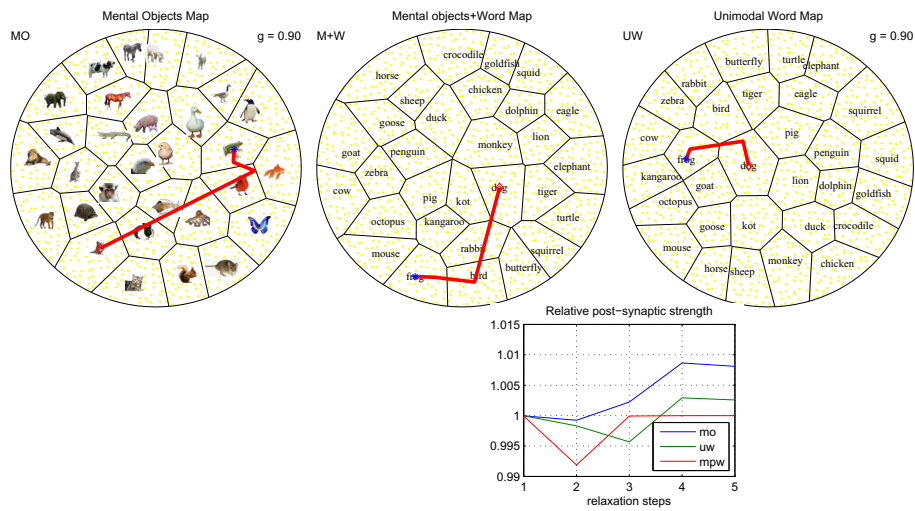 Mental Objects Map
MO
g = 0.90
Mental objects+Word Map
M+W
crocodile
goldfish
squid
horse
chicken
sheep
dolphin
eagle
goose
duck
lion
monkey
penguin
goat
zebra
elephant
cow
dog
tiger
pig
kot
octopus
kangaroo
turtle
mouse
rabbit
squirrel
frog
bird
butterfly
Unimodal Word Map
UW
g = 0.90
butterfly
turtle
elephant
rabbit
tiger
eagle
zebra
bird
squirrel
cow
pig
frog
dog
penguin
squid
kangaroo
goat
lion
dolphin
goldfish
octopus
goose
kot
duck
crocodile
mouse
monkey
chicken
horse
sheep
Relative post−synaptic strength
1.015
1.01
1.005
1
0.995
0.99
mo
uw
mpw
1
2
3
4
5
relaxation steps